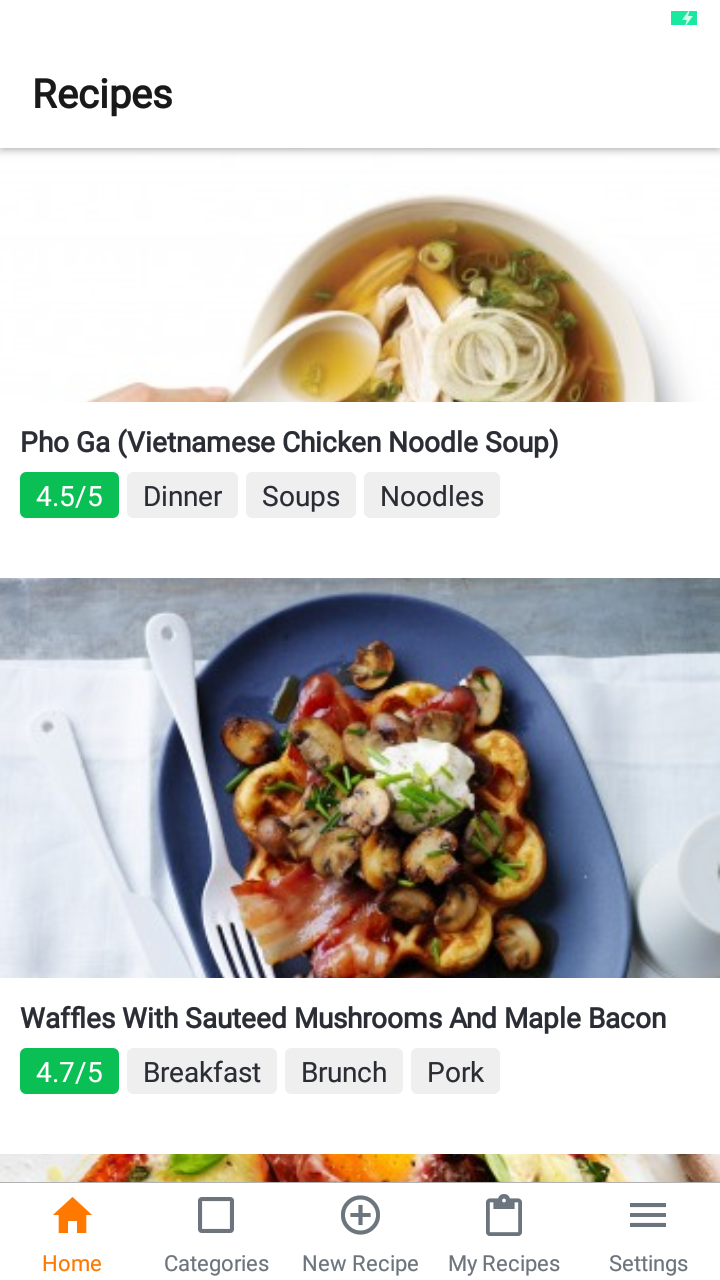 Recipes
Pho Ga (Vietnamese Chicken Noodle Soup)
4.5/5 Dinner Soups Noodles
Waffles With Sauteed Mushrooms And Maple Bacon
4.7/5 Breakfast Brunch Pork
Home Categories New Recipe My Recipes Settings